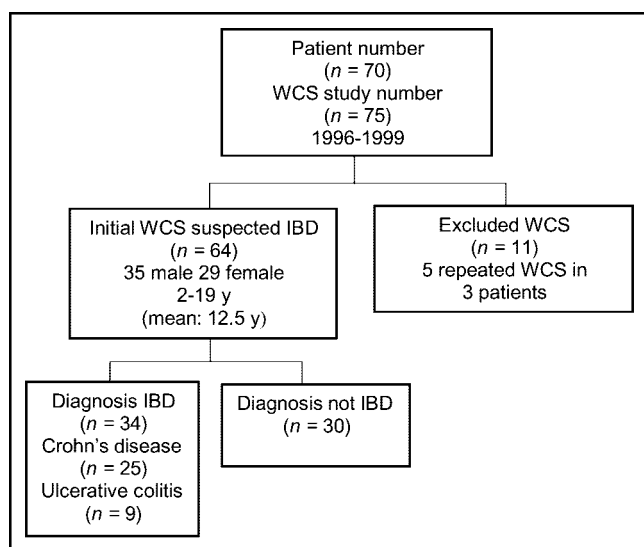 Patient number
(n = 70)
WCS study number
(n = 75)
1996-1999
Initial WCS suspected IBD
(n = 64)
35 male 29 female
2-19 y
(mean: 12.5 y)
Excluded WCS
(n = 11)
5 repeated WCS in
3 patients
Diagnosis IBD
(n = 34)
Crohn's disease
(n = 25)
Ulcerative colitis
(n = 9)
Diagnosis not IBD
(n = 30)